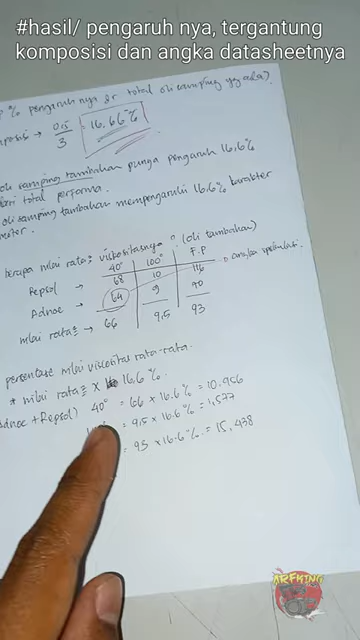 #hasil/ pengaruh nya, tergantung
komposisi dan angka datasheetnya
% pengaruh nya dr total oli samping yg ada?
→ 0,5/3 = 16.66%
oli samping tambahan punya pengaruh 16,6%
total performa.
oli samping tambahan mempengaruhi 16.6% karakter
berapa nilai rata2 viscositasnya (oli tambahan)
40° 100° F.P
Repsol → 68 10 116
Adnoc → 64 9 70
nilai rata2 → 66 9,5 93
persentase nilai viscositas rata-rata.
* nilai rata2 x 16,6%
Adnoc + Repsol) 40° = 66 x 16.6% = 10.956
= 9,5 x 16.6% = 1,577
= 93 x 16.6% = 15,438